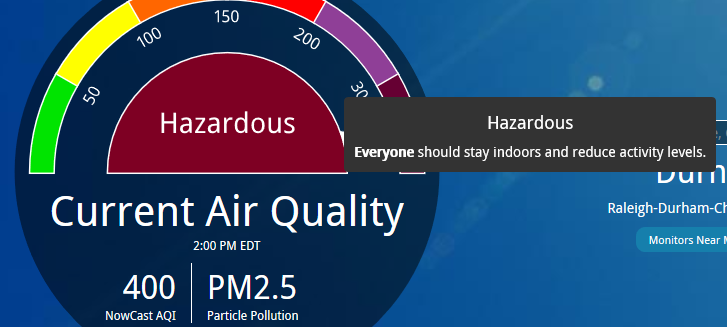 150
100
200
50
30
Hazardous
Hazardous
Everyone should stay indoors and reduce activity levels.
Current Air Quality
2:00 PM EDT
Raleigh-Durham-Ch
Monitors Near
400
PM2.5
NowCast AQI
Particle Pollution